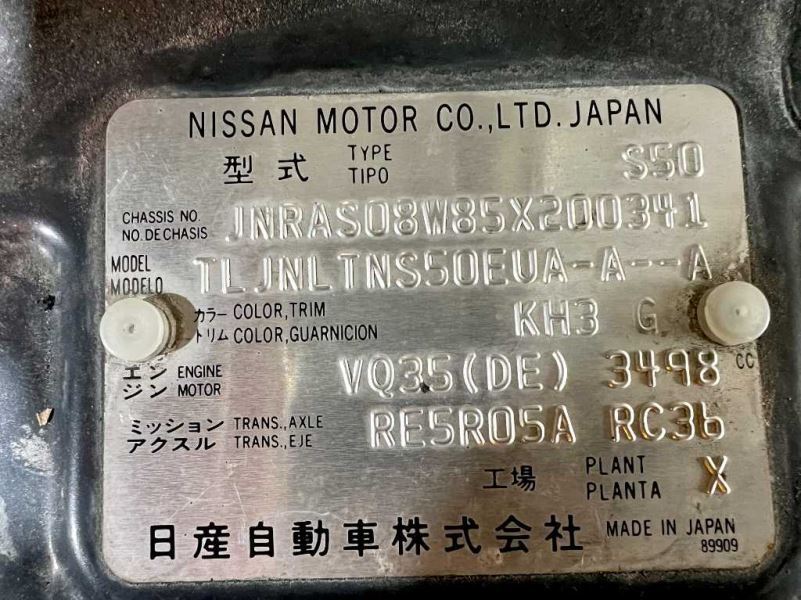 NISSAN MOTOR CO.,LTD. JAPAN
型式 TYPE TIPO S50
CHASSIS NO. NO.DECHASIS JNRAS08W85X200341
MODEL MODELO TLJNLTNS50EUA-A--A
カラー COLOR,TRIM
トリム COLOR,GUARNICION KH3 G
エンジン ENGINE MOTOR VQ35(DE) 3498 CC
ミッション TRANS.,AXLE
アクスル TRANS.,EJE RE5R05A RC36
工場 PLANT PLANTA X
日産自動車株式会社 MADE IN JAPAN
89909